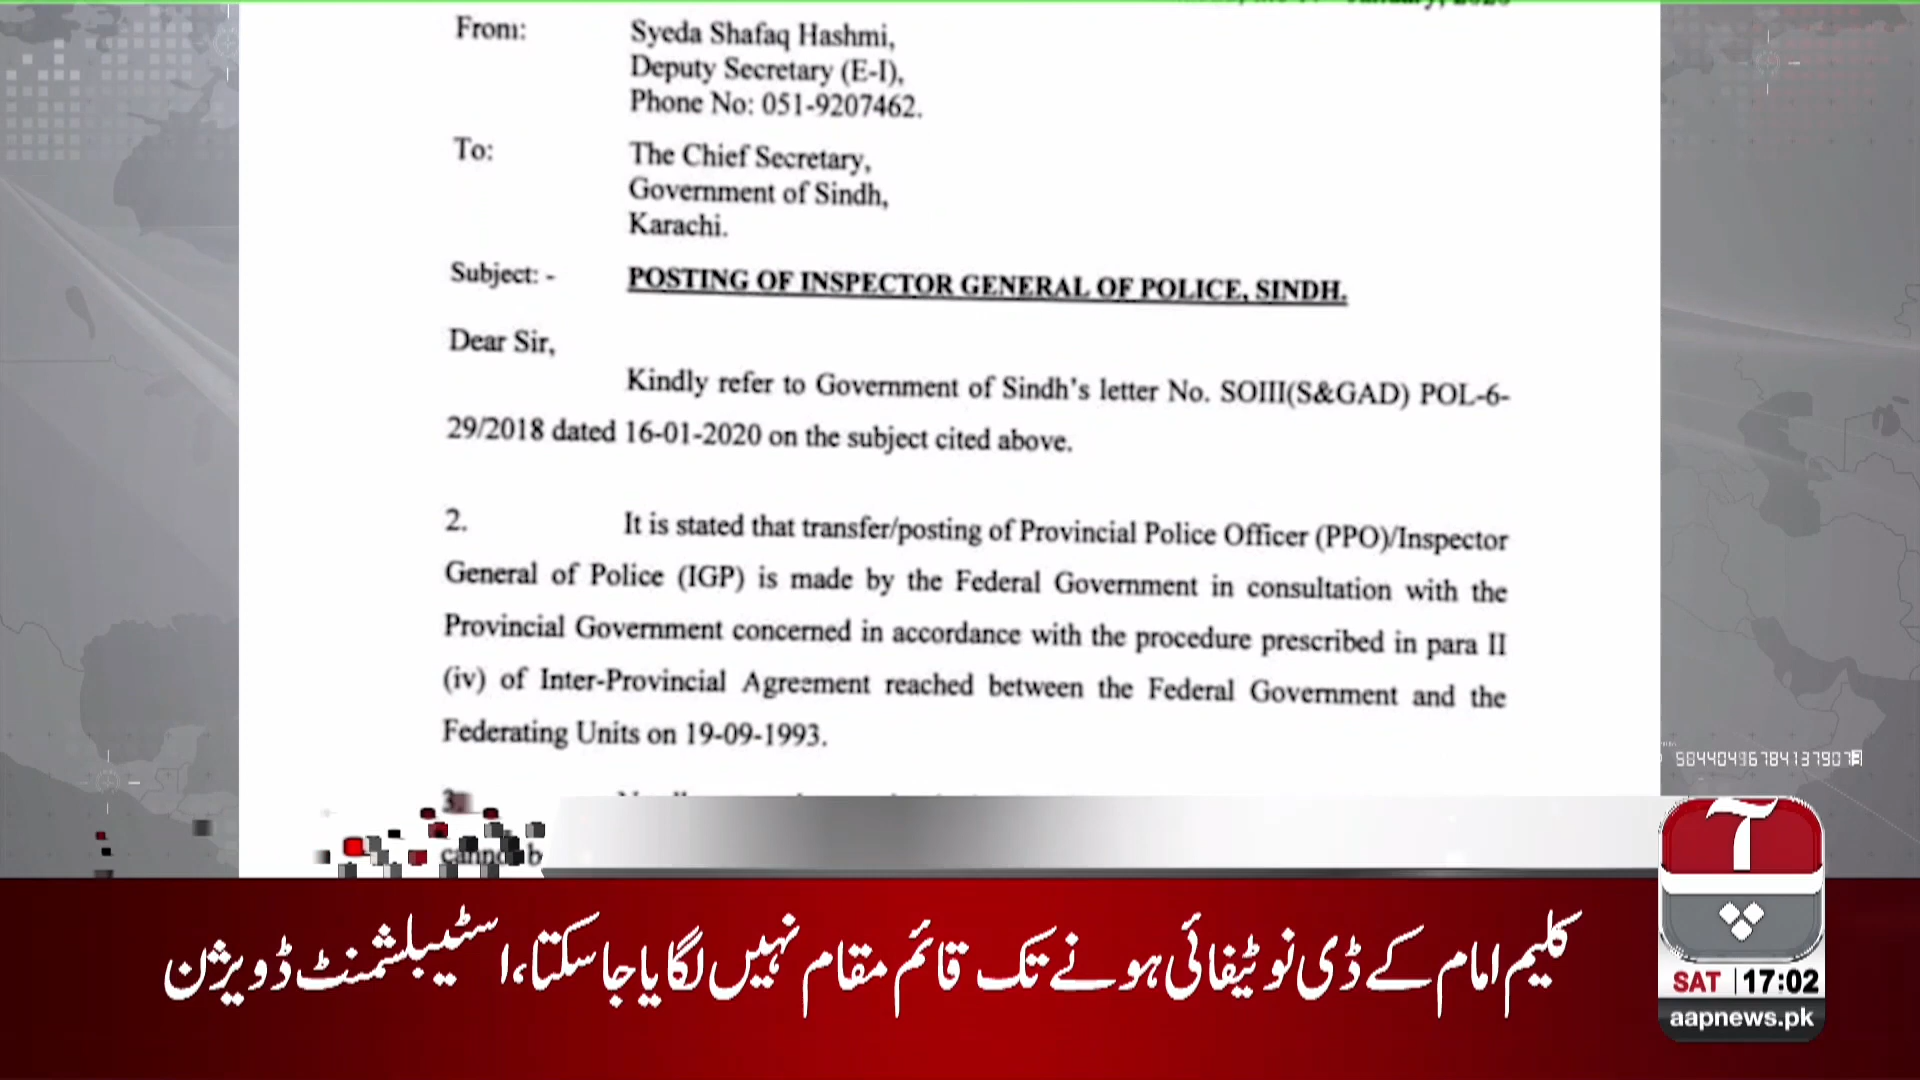 From:
Syeda Shafaq Hashmi,
Deputy Secretary (E-I),
Phone No: 051-9207462.
To:
The Chief Secretary,
Government of Sindh,
Karachi.
Subject: -
POSTING OF INSPECTOR GENERAL OF POLICE, SINDH.
Dear Sir,
Kindly refer to Government of Sindh's letter No. SOIII(S&GAD) POL-6-
29/2018 dated 16-01-2020 on the subject cited above.
2. It is stated that transfer/posting of Provincial Police Officer (PPO)/Inspector
General of Police (IGP) is made by the Federal Government in consultation with the
Provincial Government concerned in accordance with the procedure prescribed in para II
(iv) of Inter-Provincial Agreement reached between the Federal Government and the
Federating Units on 19-09-1993.
3.
کلیم امام کے ڈی نوٹیفائی ہونے تک قائم مقام نہیں لگایا جاسکتا، اسٹیبلشمنٹ ڈویژن
آپ
SAT 17:02
aapnews.pk